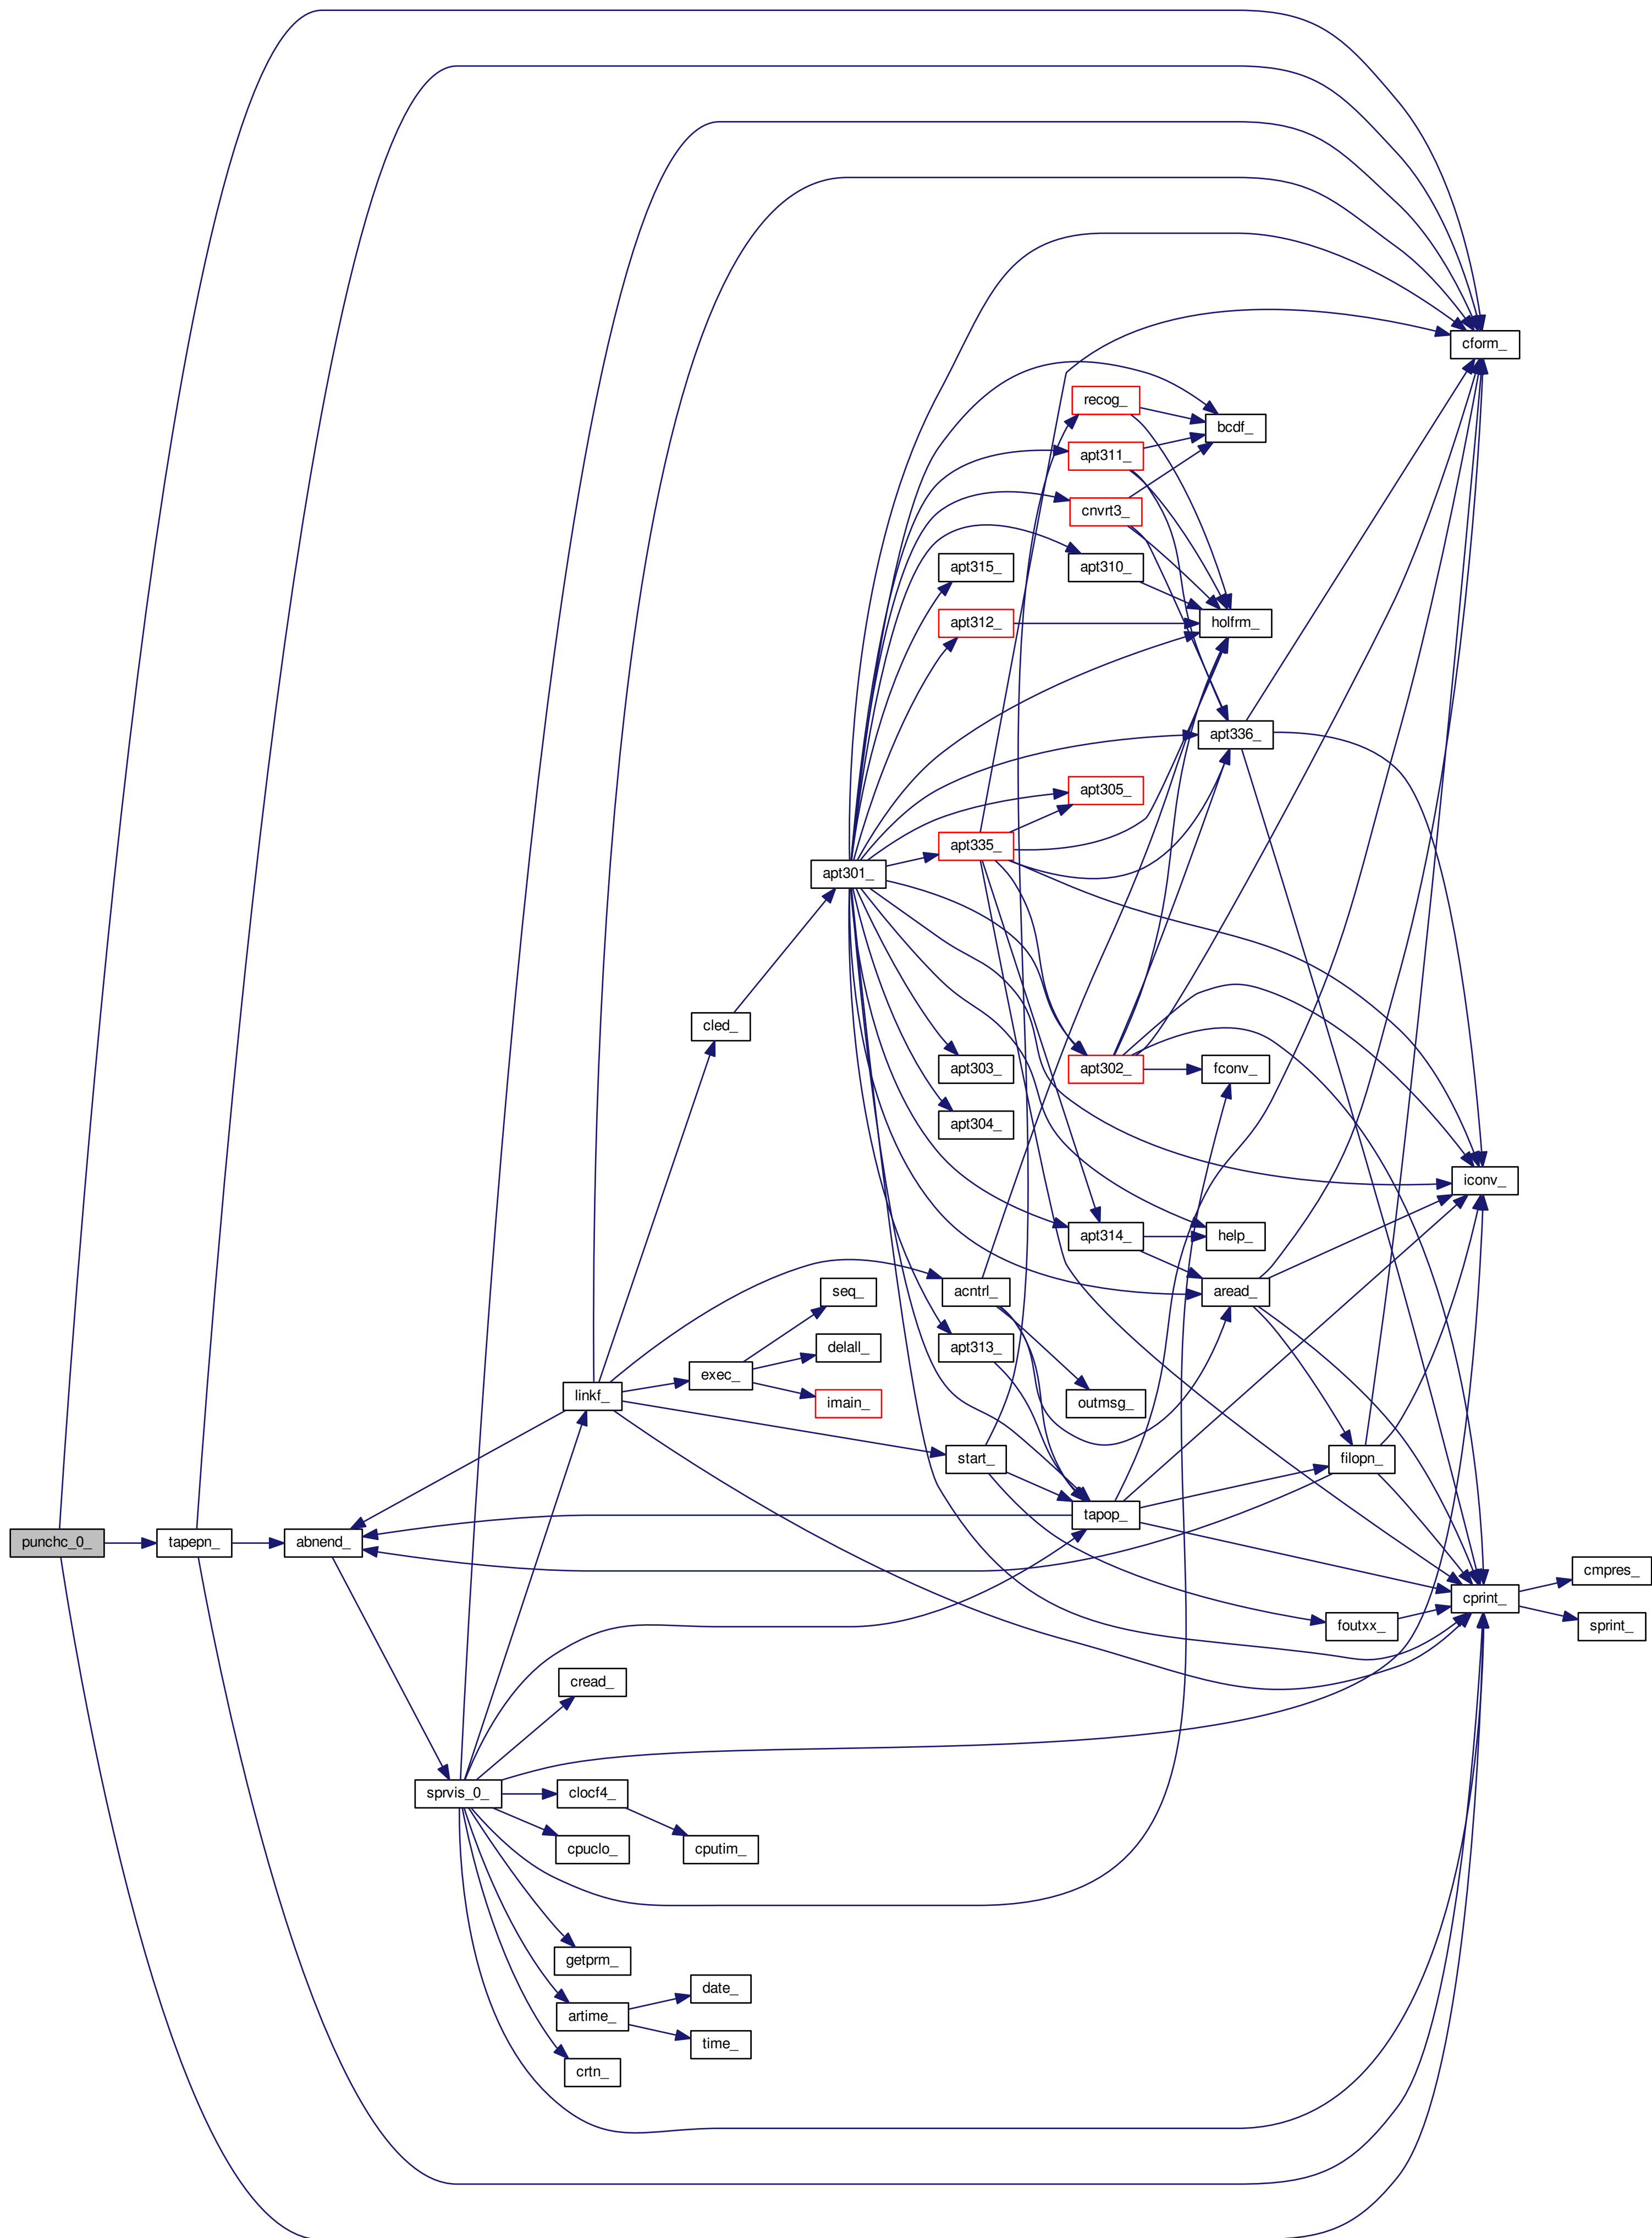 cform_
recog_
bcdf_
apt311_
cnvrt3_
apt315_
apt310_
apt312_
holfrm_
apt336_
apt305_
apt335_
apt301_
cled_
apt303_
apt302_
fconv_
apt304_
iconv_
apt314_
help_
seq_
acntrl_
aread_
delall_
apt313_
exec_
linkf_
imain_
outmsg_
start_
filopn_
tapop_
punchc_0_
tapepn_
abnend_
cmpres_
cprint_
foutxx_
sprint_
cread_
sprvis_0_
clocf4_
cpuclo_
cputim_
getprm_
date_
artime_
time_
crtn_